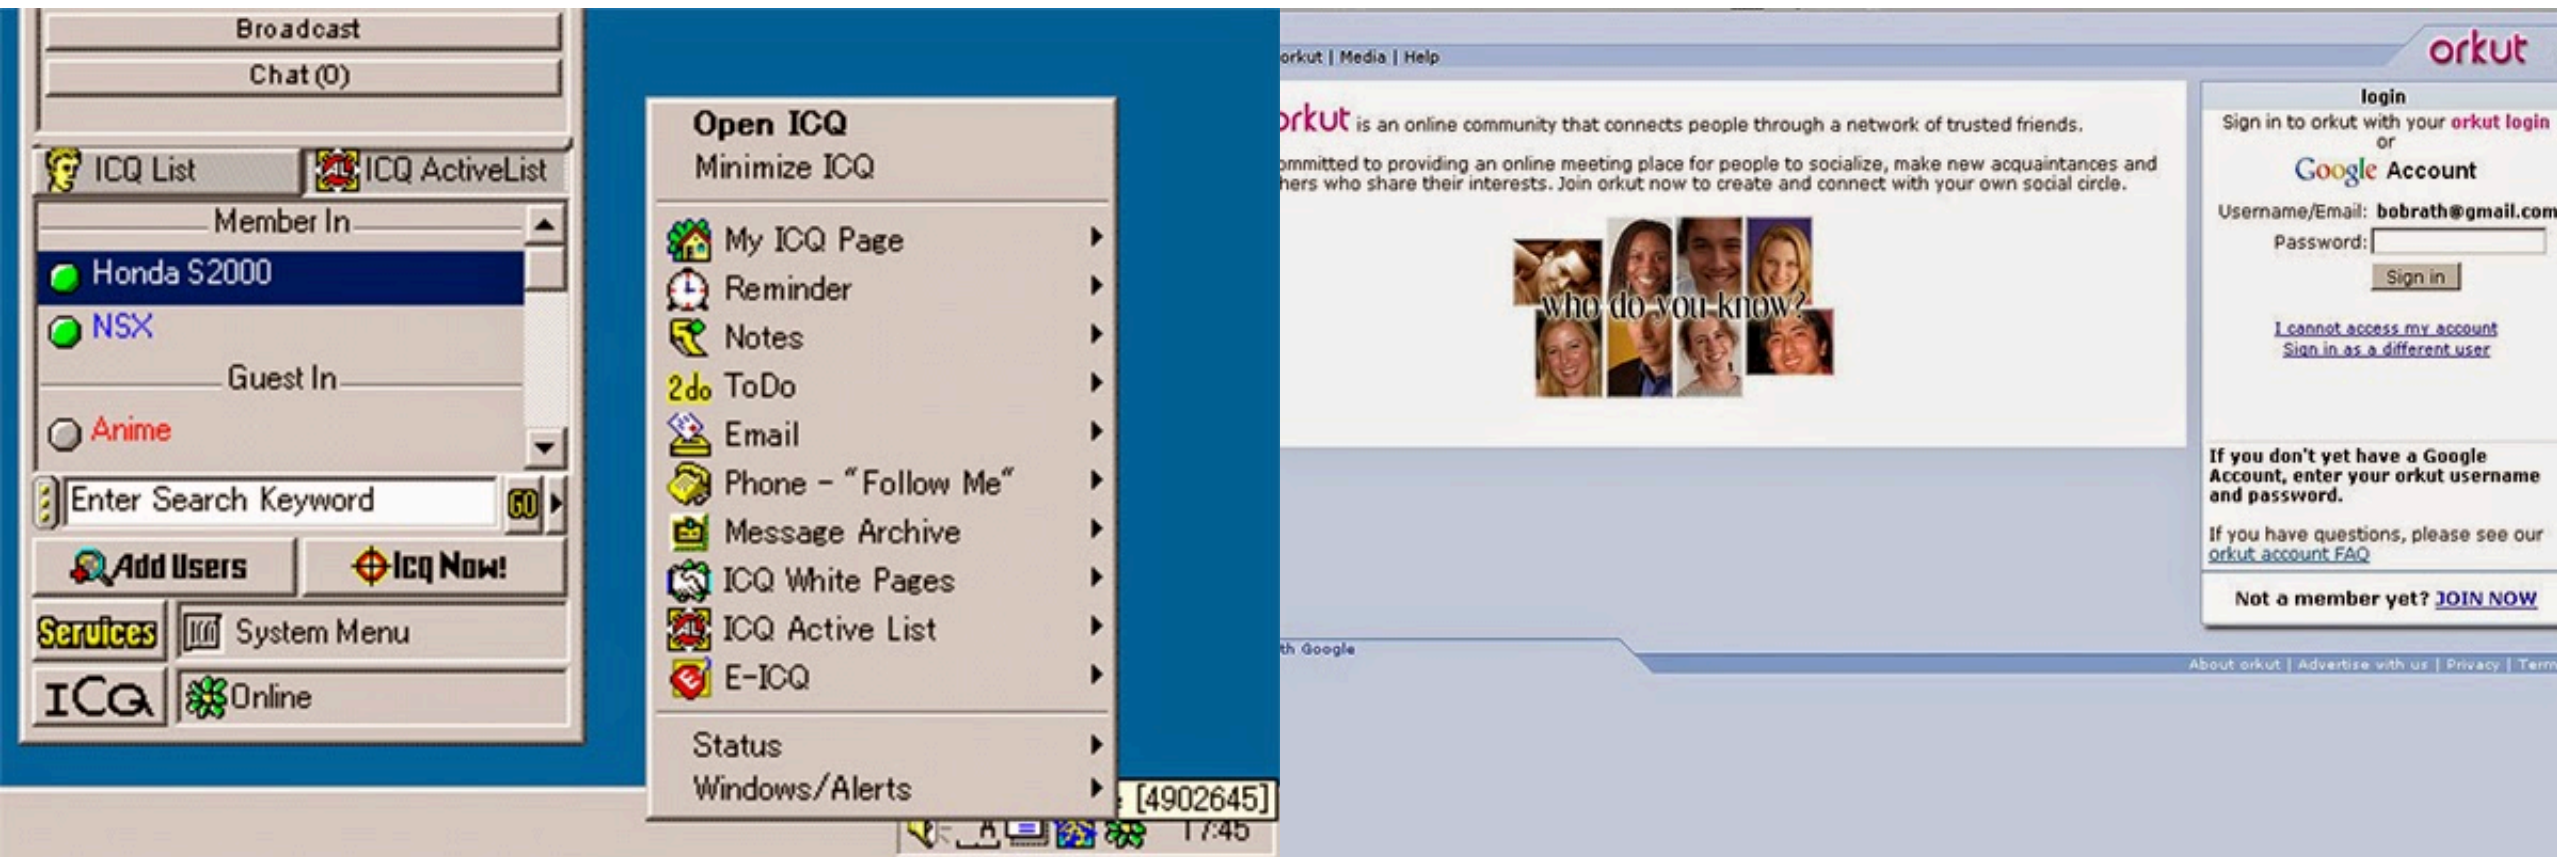 Broadcast
Chat (0)
ICQ List
ICQ ActiveList
Member In
Honda S2000
NSX
Guest In
Anime
Enter Search Keyword
GO
Add Users
Icq Now!
Services
System Menu
ICQ
Online
Open ICQ
Minimize ICQ
My ICQ Page
Reminder
Notes
2do ToDo
Email
Phone - "Follow Me"
Message Archive
ICQ White Pages
ICQ Active List
E-ICQ
Status
Windows/Alerts
[4902645]
A
17:45
orkut | Media | Help
orkut
orkut is an online community that connects people through a network of trusted friends.
ommitted to providing an online meeting place for people to socialize, make new acquaintances and
hers who share their interests. Join orkut now to create and connect with your own social circle.
who do you know?
login
Sign in to orkut with your orkut login
or
Google Account
Username/Email: bobrath@gmail.com
Password:
Sign in
I cannot access my account
Sign in as a different user
If you don't yet have a Google
Account, enter your orkut username
and password.
If you have questions, please see our
orkut account FAQ
Not a member yet? JOIN NOW
th Google
About orkut | Advertise with us | Privacy | Term